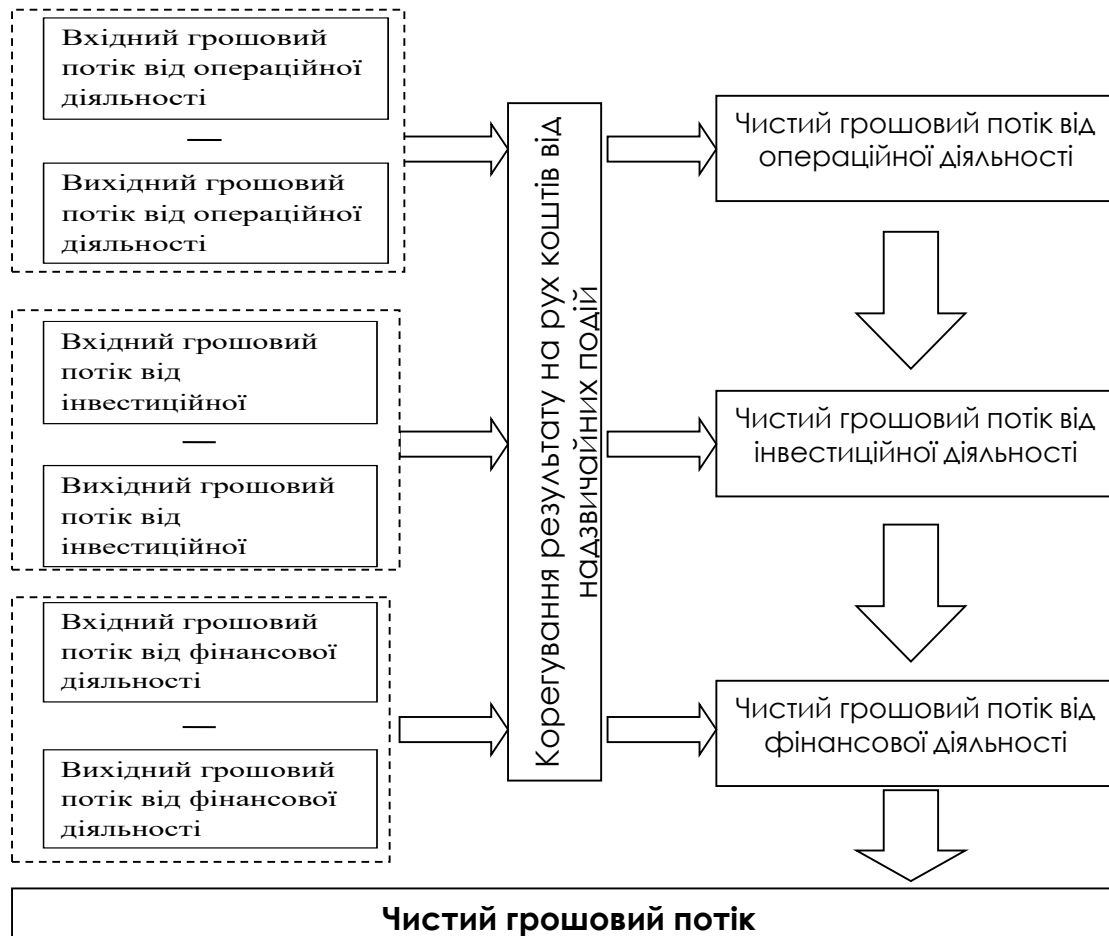 Вхідний грошовий
потік від операційної
діяльності
—
Вихідний грошовий
потік від операційної
діяльності
Вхідний грошовий
потік від
інвестиційної
—
Вихідний грошовий
потік від
інвестиційної
Вхідний грошовий
потік від фінансової
діяльності
—
Вихідний грошовий
потік від фінансової
діяльності
Корегування результату на рух коштів від
надзвичайних подій
Чистий грошовий потік від
операційної діяльності
Чистий грошовий потік від
інвестиційної діяльності
Чистий грошовий потік від
фінансової діяльності
Чистий грошовий потік